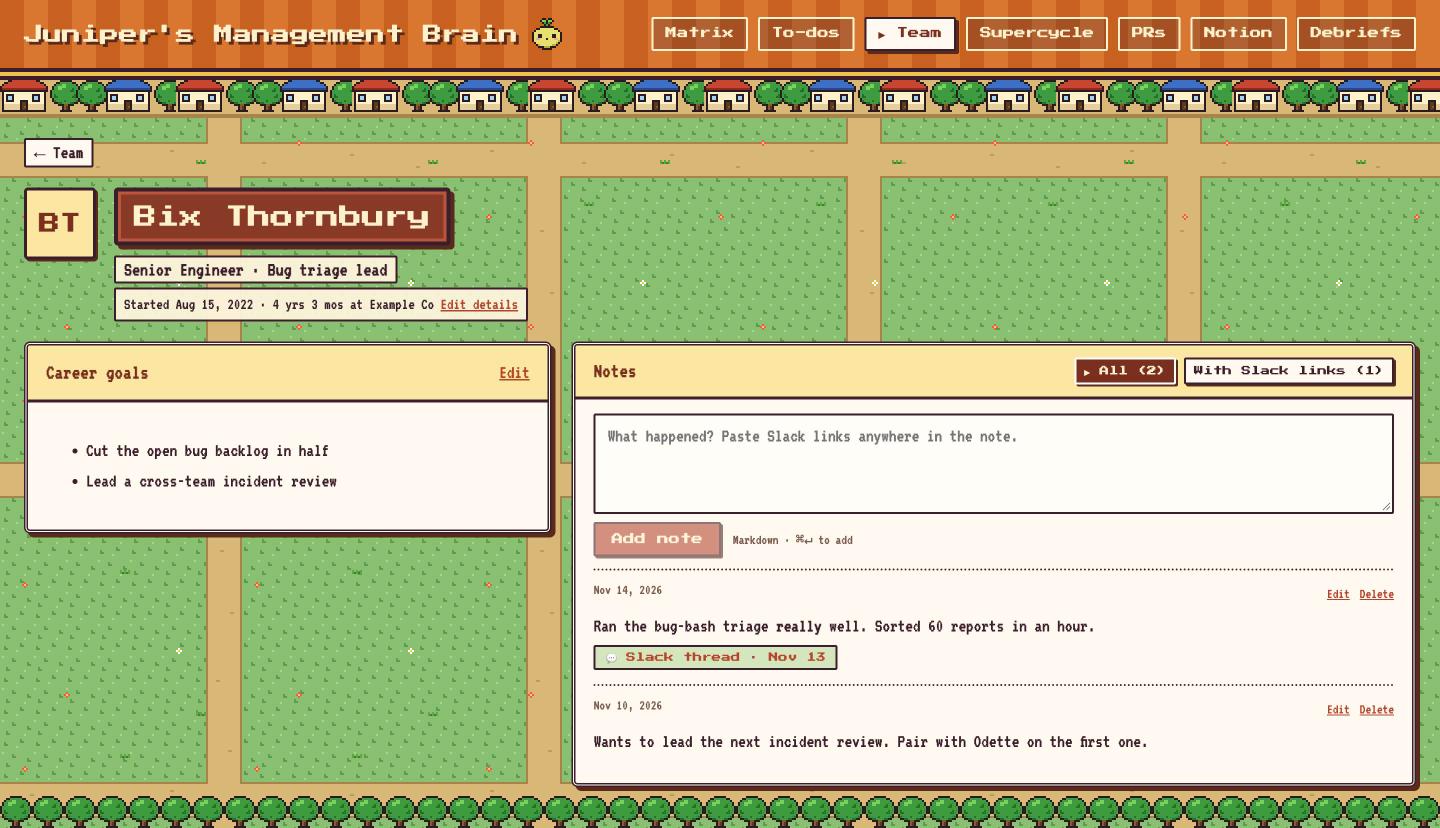 Juniper's Management Brain
Matrix
To-dos
▸ Team
Supercycle
PRs
Notion
Debriefs
← Team
BT
Bix Thornbury
Senior Engineer · Bug triage lead
Started Aug 15, 2022 · 4 yrs 3 mos at Example Co Edit details
Career goals
Edit
• Cut the open bug backlog in half
• Lead a cross-team incident review
Notes
▸ All (2)
With Slack links (1)
What happened? Paste Slack links anywhere in the note.
Add note
Markdown · ⌘↵ to add
Nov 14, 2026
Edit Delete
Ran the bug-bash triage really well. Sorted 60 reports in an hour.
💬 Slack thread · Nov 13
Nov 10, 2026
Edit Delete
Wants to lead the next incident review. Pair with Odette on the first one.